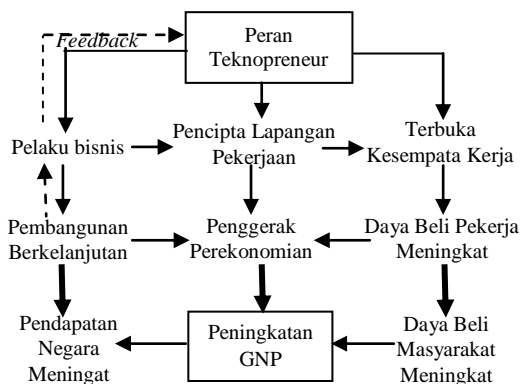 Feedback
Peran
Teknopreneur
Pelaku bisnis
Pencipta Lapangan
Pekerjaan
Terbuka
Kesempata Kerja
Pembangunan
Berkelanjutan
Penggerak
Perekonomian
Daya Beli Pekerja
Meningkat
Pendapatan
Negara
Meningat
Peningkatan
GNP
Daya Beli
Masyarakat
Meningkat